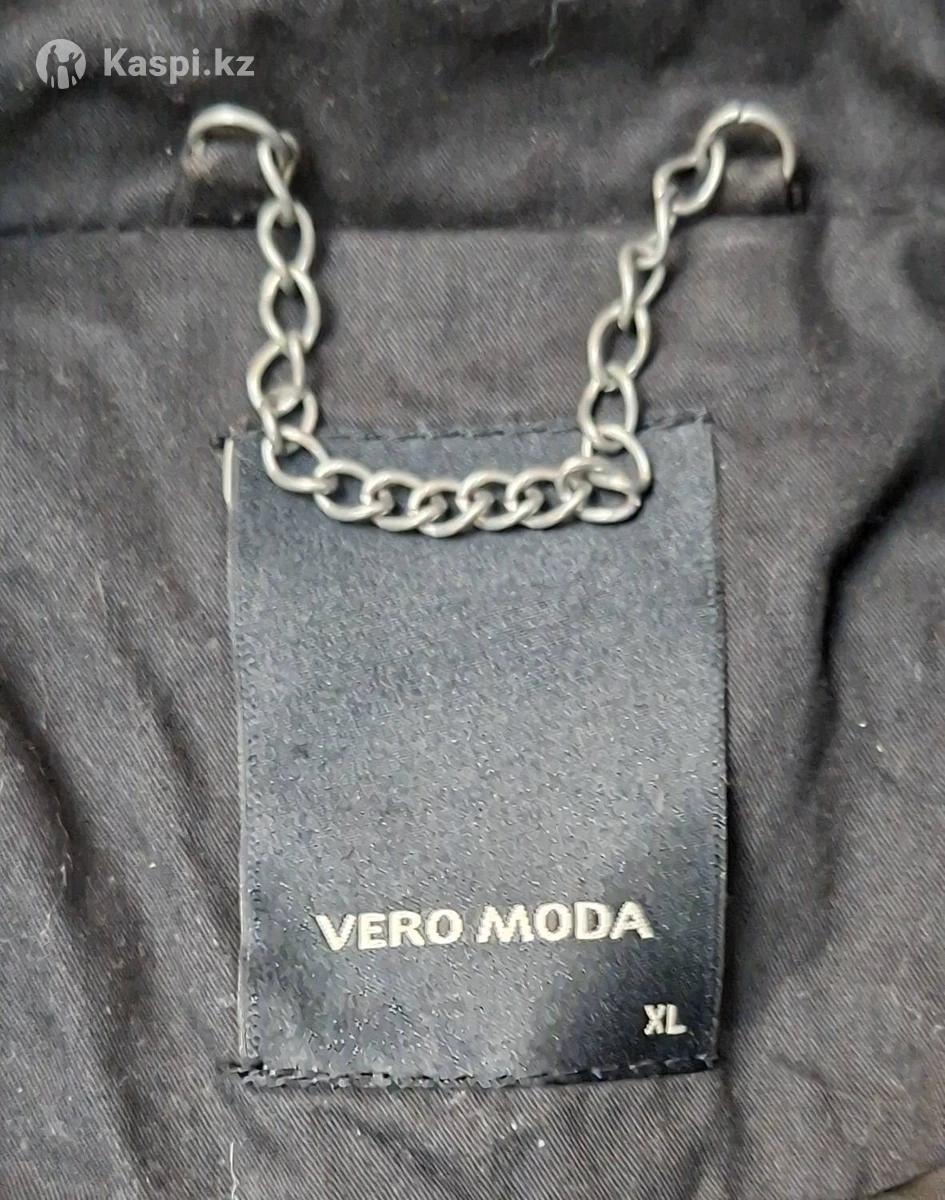 Kaspi.kz
VERO MODA
XL